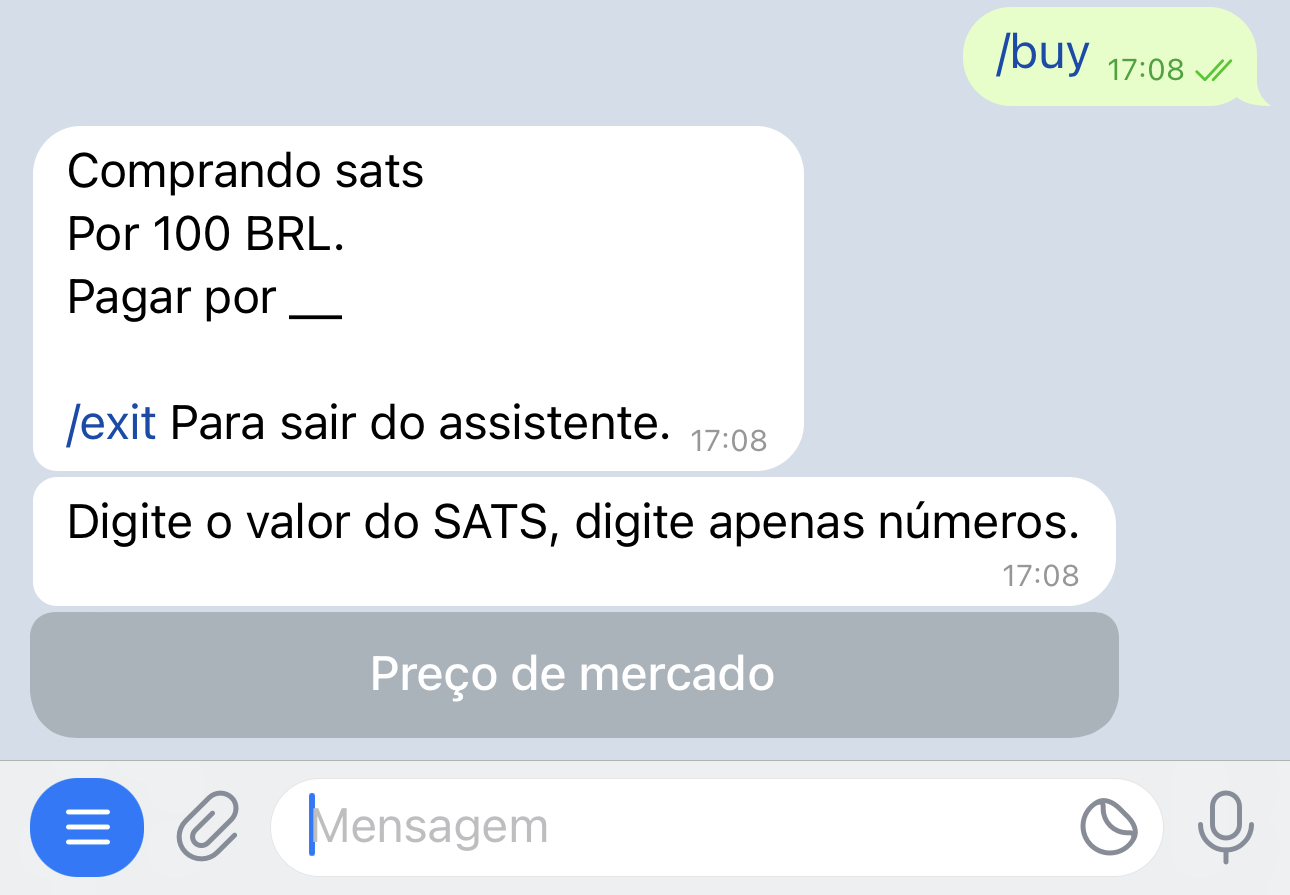 /buy 17:08
Comprando sats
Por 100 BRL.
Pagar por __
/exit Para sair do assistente. 17:08
Digite o valor do SATS, digite apenas números.
17:08
Preço de mercado
Mensagem